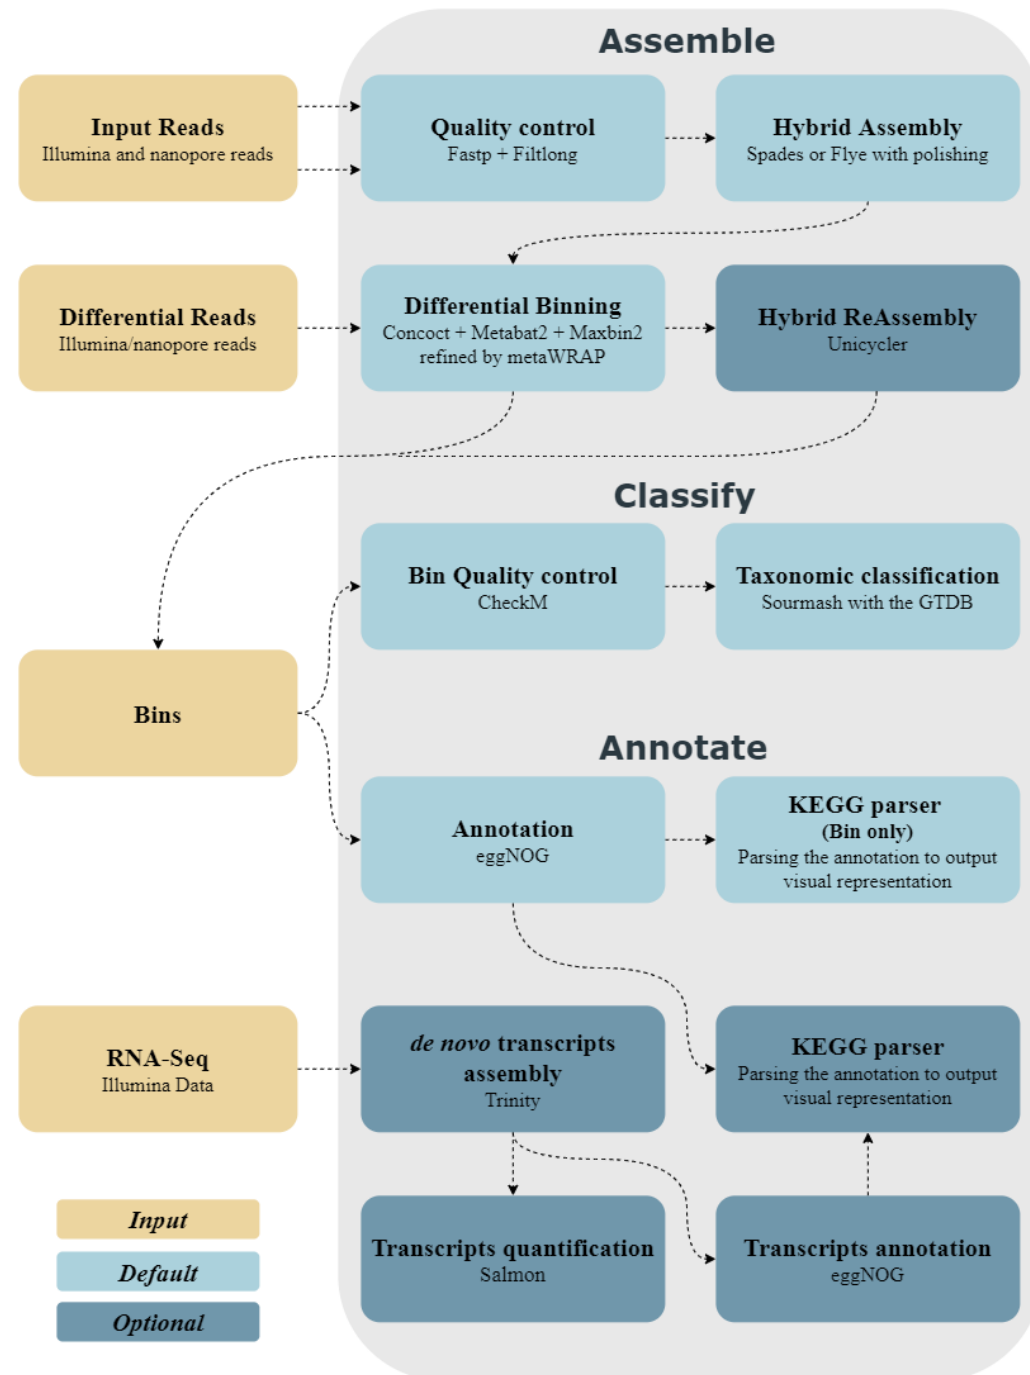 Assemble
Input Reads
Illumina and nanopore reads
Quality control
Fastp + Filtlong
Hybrid Assembly
Spades or Flye with polishing
Differential Reads
Illumina/nanopore reads
Differential Binning
Concoct + Metabat2 + Maxbin2
refined by metaWRAP
Hybrid ReAssembly
Unicycler
Classify
Bin Quality control
CheckM
Taxonomic classification
Sourmash with the GTDB
Bins
Annotate
Annotation
eggNOG
KEGG parser
(Bin only)
Parsing the annotation to output
visual representation
RNA-Seq
Illumina Data
de novo transcripts
assembly
Trinity
KEGG parser
Parsing the annotation to output
visual representation
Transcripts quantification
Salmon
Transcripts annotation
eggNOG
Input
Default
Optional